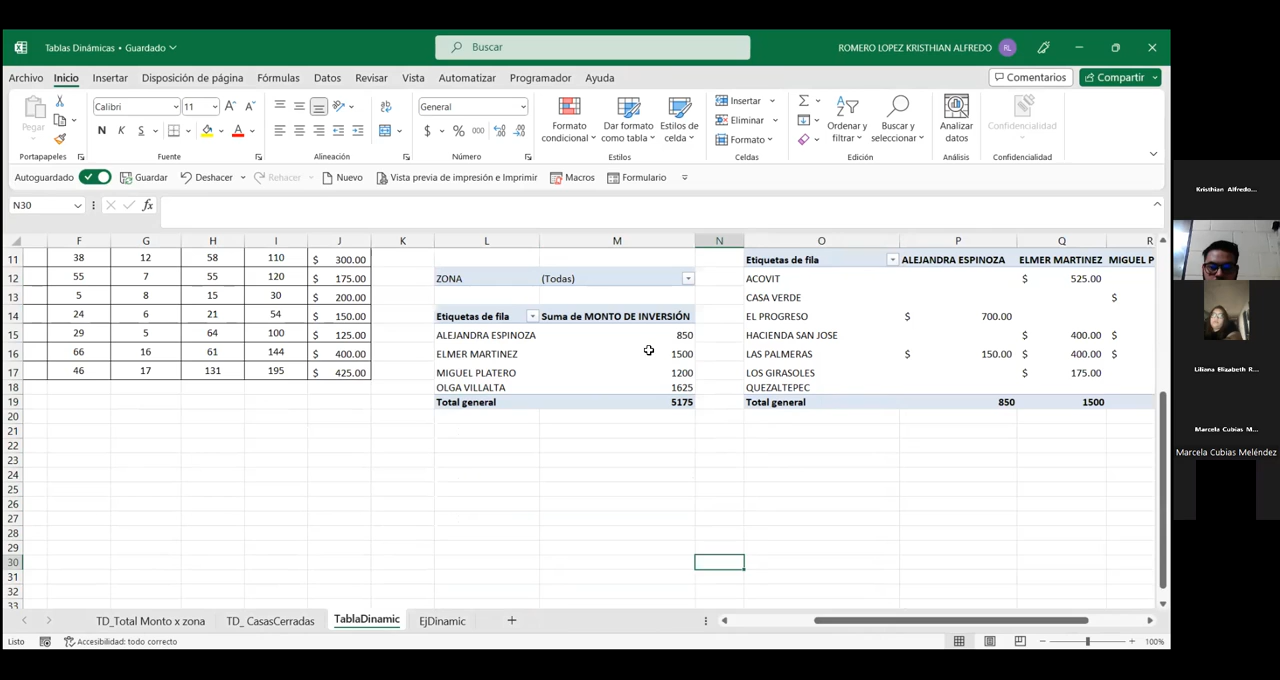 Tablas Dinámicas • Guardado
Buscar
ROMERO LOPEZ KRISTHIAN ALFREDO
RL
Archivo Inicio Insertar Disposición de página Fórmulas Datos Revisar Vista Automatizar Programador Ayuda
Comentarios
Compartir
Pegar
Calibri 11
N K S
General
$ % 000
Formato condicional
Dar formato como tabla
Estilos de celda
Insertar
Eliminar
Formato
Ordenar y filtrar
Buscar y seleccionar
Analizar datos
Confidencialidad
Portapapeles Fuente Alineación Número Estilos Celdas Edición Análisis Confidencialidad
Autoguardado Guardar Deshacer Rehacer Nuevo Vista previa de impresión e Imprimir Macros Formulario
N30 fx
F G H I J K L M N O P Q R
11 38 12 58 110 $ 300.00 Etiquetas de fila ALEJANDRA ESPINOZA ELMER MARTINEZ MIGUEL P
12 55 7 55 120 $ 175.00 ZONA (Todas) ACOVIT $ 525.00
13 5 8 15 30 $ 200.00 CASA VERDE $
14 24 6 21 54 $ 150.00 Etiquetas de fila Suma de MONTO DE INVERSIÓN EL PROGRESO $ 700.00
15 29 5 64 100 $ 125.00 ALEJANDRA ESPINOZA 850 HACIENDA SAN JOSE $ 400.00 $
16 66 16 61 144 $ 400.00 ELMER MARTINEZ 1500 LAS PALMERAS $ 150.00 $ 400.00 $
17 46 17 131 195 $ 425.00 MIGUEL PLATERO 1200 LOS GIRASOLES $ 175.00
18 OLGA VILLALTA 1625 QUEZALTEPEC
19 Total general 5175 Total general 850 1500
20
21
22
23
24
25
26
27
28
29
30
31
32
33
TD_Total Monto x zona TD_ CasasCerradas TablaDinamic EjDinamic
Listo Accesibilidad: todo correcto 100%
Kristhian Alfredo...
Liliana Elizabeth R...
Marcela Cubias M...
Marcela Cubias Meléndez